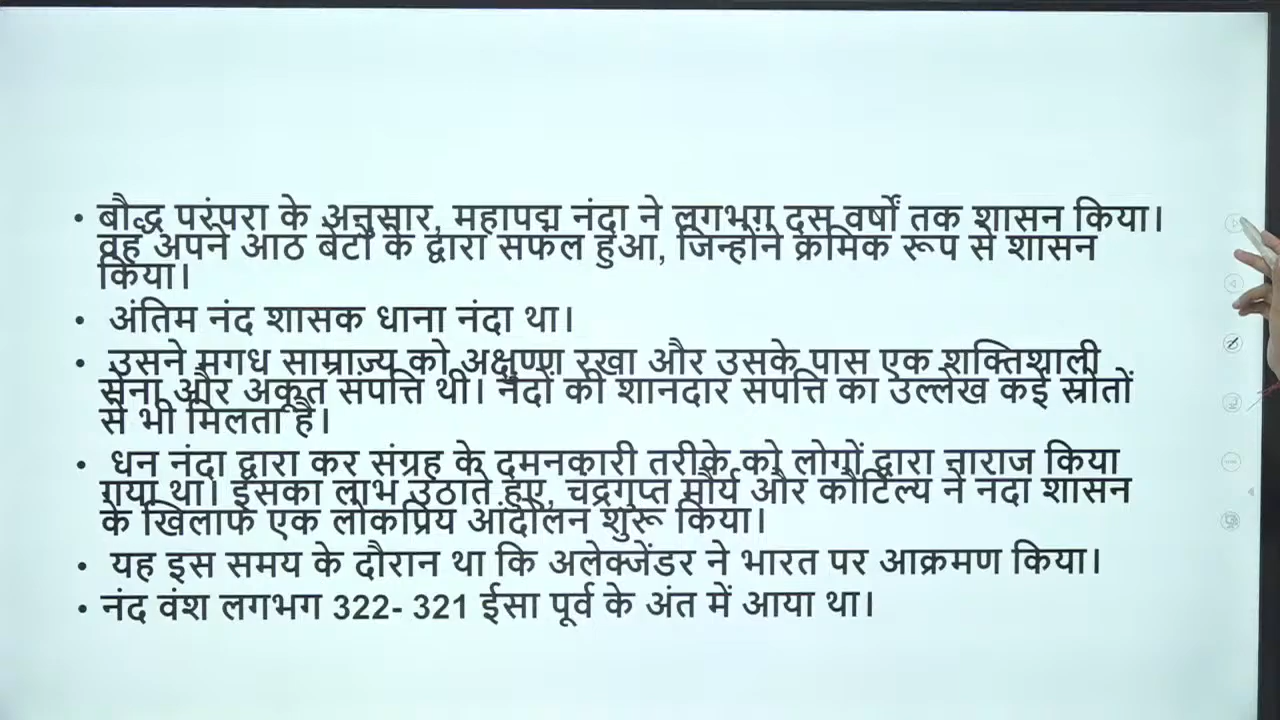 • बौद्ध परंपरा के अनुसार, महापद्म नंदा ने लगभग दस वर्षों तक शासन किया।
वह अपने आठ बेटों के द्वारा सफल हुआ, जिन्होंने क्रमिक रूप से शासन
किया।
• अंतिम नंद शासक धाना नंदा था।
• उसने मगध साम्राज्य को अक्षुण्ण रखा और उसके पास एक शक्तिशाली
सेना और अकूत संपत्ति थी। नंदों की शानदार संपत्ति का उल्लेख कई स्रोतों
से भी मिलता है।
• धन नंदा द्वारा कर संग्रह के दमनकारी तरीके को लोगों द्वारा नाराज किया
गया था। इसका लाभ उठाते हुए, चंद्रगुप्त मौर्य और कौटिल्य ने नंदा शासन
के खिलाफ एक लोकप्रिय आंदोलन शुरू किया।
• यह इस समय के दौरान था कि अलेक्जेंडर ने भारत पर आक्रमण किया।
• नंद वंश लगभग 322- 321 ईसा पूर्व के अंत में आया था।